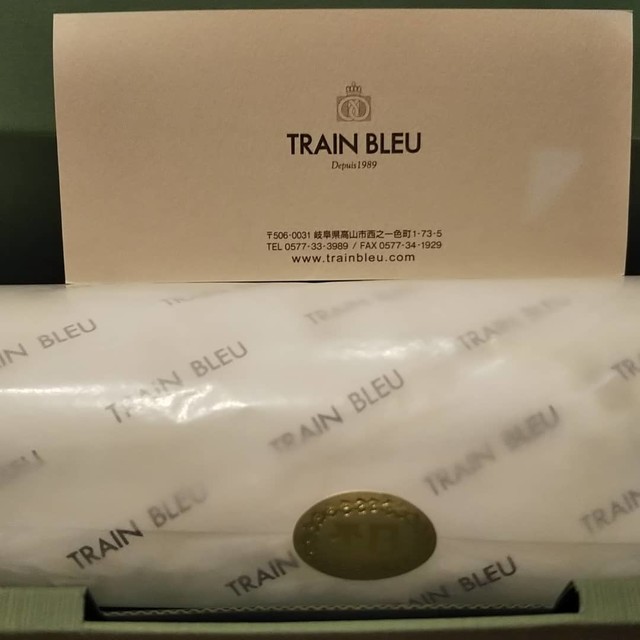 TRAIN BLEU
Depuis1989
〒506-0031 岐阜県高山市西之一色町1-73-5
TEL 0577-33-3989 / FAX 0577-34-1929
www.trainbleu.com
TRAIN BLEU
TRAIN BLEU
TRAIN BLEU
TRAIN BLEU
TRAIN BLEU
TRAIN BLEU
TRAIN BLEU
TRAIN
BLEU